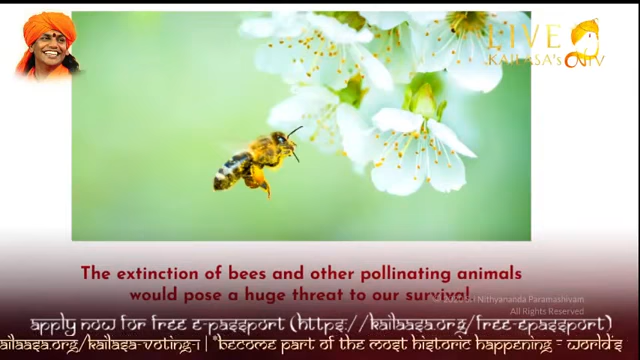 LIVE
KAILASA's TV
The extinction of bees and other pollinating animals
would pose a huge threat to our survival
Nithyananda Paramashivam
All Rights Reserved
apply now for free e-passport (https://kailaasa.org/free-epassport)
ailaasa.org/kailasa-voting-1 | "become part of the most historic happening = world's